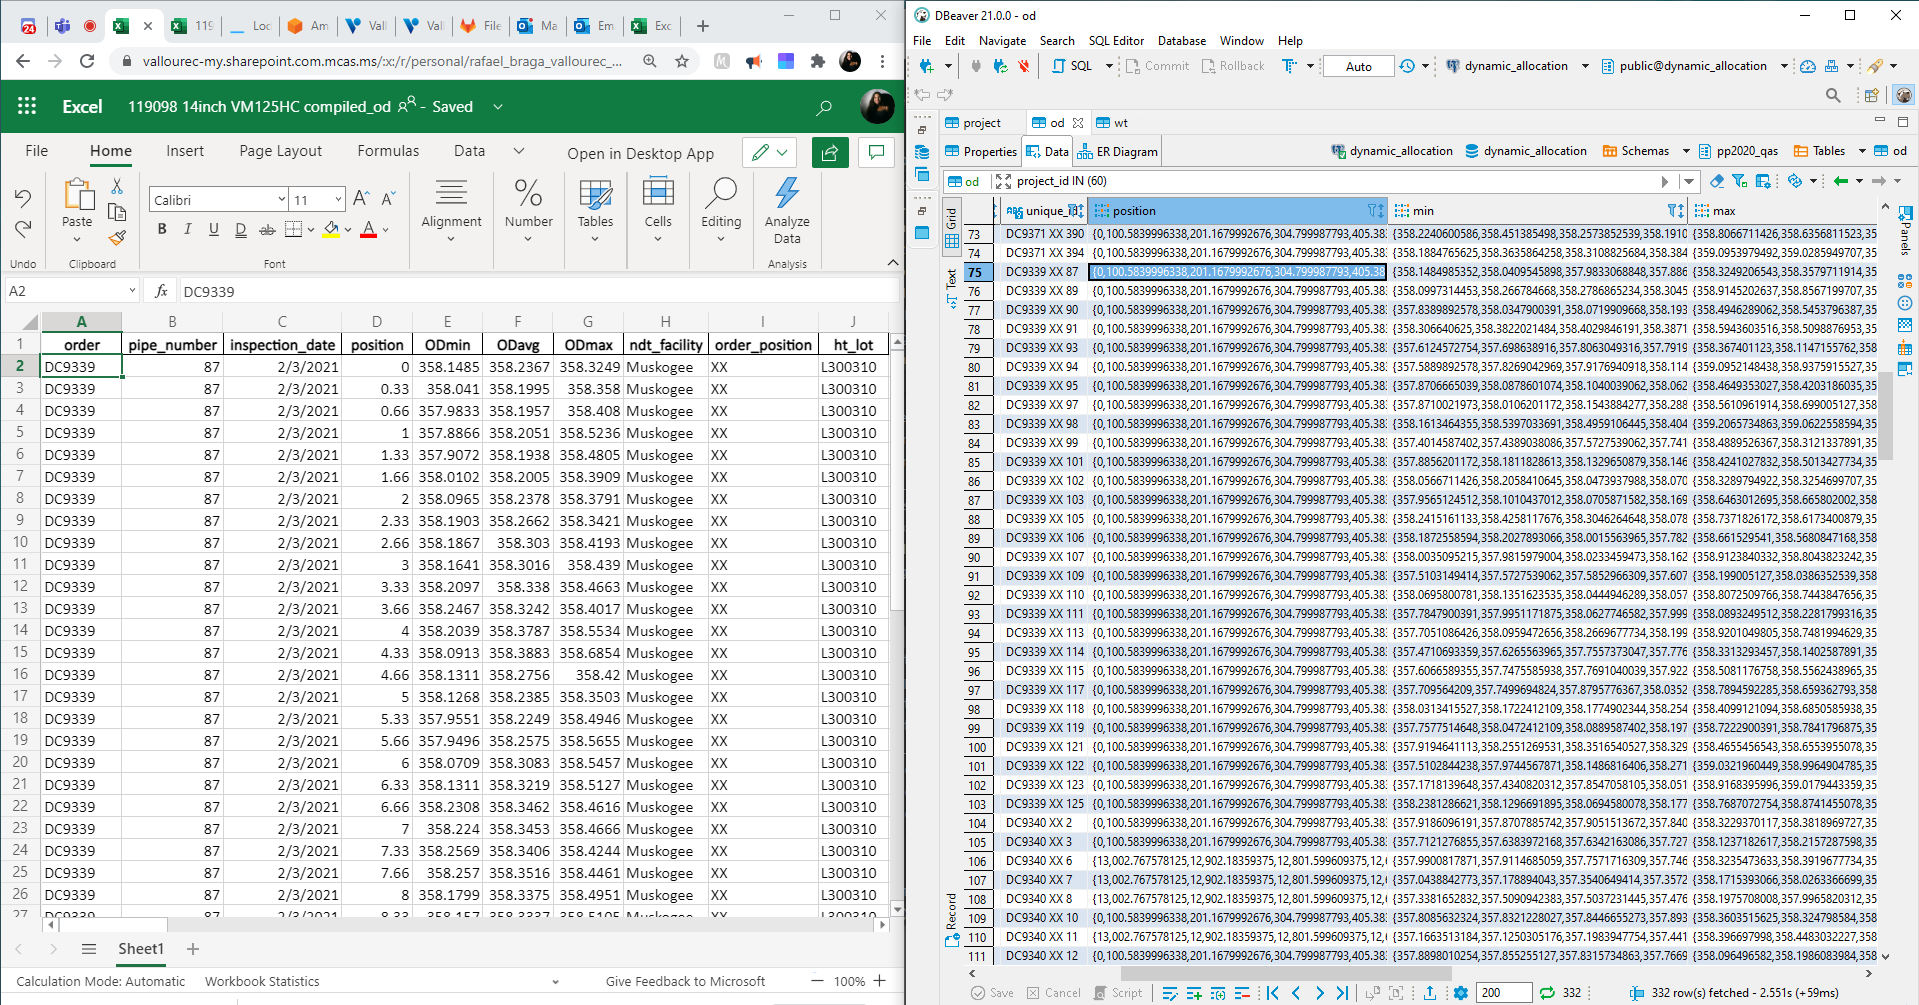 24
119
Loc
Am
Vall
Val
File
Ma
Em
Exc
vallourec-my.sharepoint.com.mcas.ms/:x:/r/personal/rafael_braga_vallourec_...
Excel
119098 14inch VM125HC compiled_od
- Saved
File Home Insert Page Layout Formulas Data Open in Desktop App
Calibri 11
Paste
B I U D ab A
Alignment Number Tables Cells Editing Analyze Data
Undo Clipboard Font Analysis
A2 fx DC9339
A B C D E F G H I J
1 order pipe_number inspection_date position ODmin ODavg ODmax ndt_facility order_position ht_lot
2 DC9339 87 2/3/2021 0 358.1485 358.2367 358.3249 Muskogee XX L300310
3 DC9339 87 2/3/2021 0.33 358.041 358.1995 358.358 Muskogee XX L300310
4 DC9339 87 2/3/2021 0.66 357.9833 358.1957 358.408 Muskogee XX L300310
5 DC9339 87 2/3/2021 1 357.8866 358.2051 358.5236 Muskogee XX L300310
6 DC9339 87 2/3/2021 1.33 357.9072 358.1938 358.4805 Muskogee XX L300310
7 DC9339 87 2/3/2021 1.66 358.0102 358.2005 358.3909 Muskogee XX L300310
8 DC9339 87 2/3/2021 2 358.0965 358.2378 358.3791 Muskogee XX L300310
9 DC9339 87 2/3/2021 2.33 358.1903 358.2662 358.3421 Muskogee XX L300310
10 DC9339 87 2/3/2021 2.66 358.1867 358.303 358.4193 Muskogee XX L300310
11 DC9339 87 2/3/2021 3 358.1641 358.3016 358.439 Muskogee XX L300310
12 DC9339 87 2/3/2021 3.33 358.2097 358.338 358.4663 Muskogee XX L300310
13 DC9339 87 2/3/2021 3.66 358.2467 358.3242 358.4017 Muskogee XX L300310
14 DC9339 87 2/3/2021 4 358.2039 358.3787 358.5534 Muskogee XX L300310
15 DC9339 87 2/3/2021 4.33 358.0913 358.3883 358.6854 Muskogee XX L300310
16 DC9339 87 2/3/2021 4.66 358.1311 358.2756 358.42 Muskogee XX L300310
17 DC9339 87 2/3/2021 5 358.1268 358.2385 358.3503 Muskogee XX L300310
18 DC9339 87 2/3/2021 5.33 357.9551 358.2249 358.4946 Muskogee XX L300310
19 DC9339 87 2/3/2021 5.66 357.9496 358.2575 358.5655 Muskogee XX L300310
20 DC9339 87 2/3/2021 6 358.0709 358.3083 358.5457 Muskogee XX L300310
21 DC9339 87 2/3/2021 6.33 358.1311 358.3219 358.5127 Muskogee XX L300310
22 DC9339 87 2/3/2021 6.66 358.2308 358.3462 358.4616 Muskogee XX L300310
23 DC9339 87 2/3/2021 7 358.224 358.3453 358.4666 Muskogee XX L300310
24 DC9339 87 2/3/2021 7.33 358.2569 358.3406 358.4244 Muskogee XX L300310
25 DC9339 87 2/3/2021 7.66 358.257 358.3516 358.4461 Muskogee XX L300310
26 DC9339 87 2/3/2021 8 358.1799 358.3375 358.4951 Muskogee XX L300310
Sheet1
Calculation Mode: Automatic Workbook Statistics Give Feedback to Microsoft 100%
DBeaver 21.0.0 - od
File Edit Navigate Search SQL Editor Database Window Help
SQL Commit Rollback Auto dynamic_allocation public@dynamic_allocation
project od wt
Properties Data ER Diagram dynamic_allocation dynamic_allocation Schemas pp2020_qas Tables od
od project_id IN (60)
Grid
Text
Record
Panels
unique_id position min max
73 DC9371 XX 390 {0,100.5839996338,201.1679992676,304.799987793,405.38 {358.2240600586,358.451385498,358.2573852539,358.1910 {358.8066711426,358.6356811523,35
74 DC9371 XX 394 {0,100.5839996338,201.1679992676,304.799987793,405.38 {358.1884765625,358.3635864258,358.3108825684,358.384 {359.0953979492,359.0285949707,35
75 DC9339 XX 87 {0,100.5839996338,201.1679992676,304.799987793,405.38 {358.1484985352,358.0409545898,357.9833068848,357.886 {358.3249206543,358.3579711914,35
76 DC9339 XX 89 {0,100.5839996338,201.1679992676,304.799987793,405.38 {358.0997314453,358.266784668,358.2786865234,358.3045 {358.9145202637,358.8567199707,35
77 DC9339 XX 90 {0,100.5839996338,201.1679992676,304.799987793,405.38 {357.8389892578,358.0347900391,358.0719909668,358.193 {358.4946289062,358.5453796387,35
78 DC9339 XX 91 {0,100.5839996338,201.1679992676,304.799987793,405.38 {358.306640625,358.3822021484,358.4029846191,358.3871 {358.5943603516,358.5098876953,35
79 DC9339 XX 93 {0,100.5839996338,201.1679992676,304.799987793,405.38 {357.6124572754,357.698638916,357.8063049316,357.7919 {358.367401123,358.1147155762,358
80 DC9339 XX 94 {0,100.5839996338,201.1679992676,304.799987793,405.38 {357.5889892578,357.8269042969,357.9176940918,358.114 {359.0952148438,358.9375915527,35
81 DC9339 XX 95 {0,100.5839996338,201.1679992676,304.799987793,405.38 {357.8706665039,358.0878601074,358.1040039062,358.062 {358.4649353027,358.4203186035,35
82 DC9339 XX 97 {0,100.5839996338,201.1679992676,304.799987793,405.38 {357.8710021973,358.0106201172,358.1543884277,358.288 {358.5610961914,358.699005127,358
83 DC9339 XX 98 {0,100.5839996338,201.1679992676,304.799987793,405.38 {358.1613464355,358.5397033691,358.4959106445,358.404 {359.2065734863,359.0622558594,35
84 DC9339 XX 99 {0,100.5839996338,201.1679992676,304.799987793,405.38 {357.4014587402,357.4389038086,357.5727539062,357.741 {358.4889526367,358.3121337891,35
85 DC9339 XX 101 {0,100.5839996338,201.1679992676,304.799987793,405.38 {357.8856201172,358.1811828613,358.1329650879,358.146 {358.4241027832,358.5013427734,35
86 DC9339 XX 102 {0,100.5839996338,201.1679992676,304.799987793,405.38 {358.0566711426,358.2058410645,358.0473937988,358.070 {358.3289794922,358.3254699707,35
87 DC9339 XX 103 {0,100.5839996338,201.1679992676,304.799987793,405.38 {357.9565124512,358.1010437012,358.0705871582,358.169 {358.6463012695,358.665802002,358
88 DC9339 XX 105 {0,100.5839996338,201.1679992676,304.799987793,405.38 {358.2415161133,358.4258117676,358.3046264648,358.078 {358.7371826172,358.6173400879,35
89 DC9339 XX 106 {0,100.5839996338,201.1679992676,304.799987793,405.38 {358.1872558594,358.2027893066,358.0015563965,357.782 {358.661529541,358.5680847168,358
90 DC9339 XX 107 {0,100.5839996338,201.1679992676,304.799987793,405.38 {358.0035095215,357.9815979004,358.0233459473,358.162 {358.9123840332,358.8043823242,35
91 DC9339 XX 109 {0,100.5839996338,201.1679992676,304.799987793,405.38 {357.5103149414,357.5727539062,357.5852966309,357.607 {358.199005127,358.0386352539,358
92 DC9339 XX 110 {0,100.5839996338,201.1679992676,304.799987793,405.38 {358.0695800781,358.1351623535,358.0444946289,358.057 {358.8072509766,358.7443847656,35
93 DC9339 XX 111 {0,100.5839996338,201.1679992676,304.799987793,405.38 {357.7847900391,357.9951171875,358.0627746582,357.999 {358.0893249512,358.2281799316,35
94 DC9339 XX 113 {0,100.5839996338,201.1679992676,304.799987793,405.38 {357.7051086426,358.0959472656,358.2669677734,358.199 {358.9201049805,358.7481994629,35
95 DC9339 XX 114 {0,100.5839996338,201.1679992676,304.799987793,405.38 {357.4710693359,357.6265563965,357.7557373047,357.776 {358.3313293457,358.1402587891,35
96 DC9339 XX 115 {0,100.5839996338,201.1679992676,304.799987793,405.38 {357.6066589355,357.7475585938,357.7691040039,357.922 {358.5081176758,358.5562438965,35
97 DC9339 XX 117 {0,100.5839996338,201.1679992676,304.799987793,405.38 {357.709564209,357.7499694824,357.8795776367,358.0352 {358.7894592285,358.659362793,358
98 DC9339 XX 118 {0,100.5839996338,201.1679992676,304.799987793,405.38 {358.0313415527,358.1722412109,358.1774902344,358.254 {358.4099121094,358.6850585938,35
99 DC9339 XX 119 {0,100.5839996338,201.1679992676,304.799987793,405.38 {357.7577514648,358.0472412109,358.0889587402,358.197 {358.7222900391,358.7841796875,35
100 DC9339 XX 121 {0,100.5839996338,201.1679992676,304.799987793,405.38 {357.9194641113,358.2551269531,358.3516540527,358.329 {358.4655456543,358.6553955078,35
101 DC9339 XX 122 {0,100.5839996338,201.1679992676,304.799987793,405.38 {357.5102844238,357.9744567871,358.1486816406,358.271 {359.0321960449,358.9964904785,35
102 DC9339 XX 123 {0,100.5839996338,201.1679992676,304.799987793,405.38 {357.1718139648,357.4340820312,357.8547058105,358.051 {358.9168395996,359.0179443359,35
103 DC9339 XX 125 {0,100.5839996338,201.1679992676,304.799987793,405.38 {358.2381286621,358.1296691895,358.0694580078,358.177 {358.7687072754,358.8741455078,35
104 DC9340 XX 2 {0,100.5839996338,201.1679992676,304.799987793,405.38 {357.9186096191,357.8707885742,357.9051513672,357.840 {358.3229370117,358.3818969727,35
105 DC9340 XX 3 {0,100.5839996338,201.1679992676,304.799987793,405.38 {357.7121276855,357.6383972168,357.6342163086,357.727 {358.1237182617,358.2157287598,35
106 DC9340 XX 6 {13,002.767578125,12,902.18359375,12,801.599609375,12,6 {357.9900817871,357.9114685059,357.7571716309,357.746 {358.3235473633,358.3919677734,35
107 DC9340 XX 7 {13,002.767578125,12,902.18359375,12,801.599609375,12,6 {357.0438842773,357.178894043,357.3540649414,357.3572 {358.1715393066,358.0263366699,35
108 DC9340 XX 8 {13,002.767578125,12,902.18359375,12,801.599609375,12,6 {357.3381652832,357.5090942383,357.5037231445,357.476 {358.1975708008,357.9965820312,35
109 DC9340 XX 10 {0,100.5839996338,201.1679992676,304.799987793,405.38 {357.8085632324,357.8321228027,357.8446655273,357.893 {358.3603515625,358.324798584,358
110 DC9340 XX 11 {13,002.767578125,12,902.18359375,12,801.599609375,12,6 {357.1663513184,357.1250305176,357.1983947754,357.441 {358.396697998,358.4483032227,358
111 DC9340 XX 12 {0,100.5839996338,201.1679992676,304.799987793,405.38 {357.8898010254,357.855255127,357.8315734863,357.7669 {358.096496582,358.1986083984,358
Save Cancel Script 200 332 332 row(s) fetched - 2.551s (+59ms)